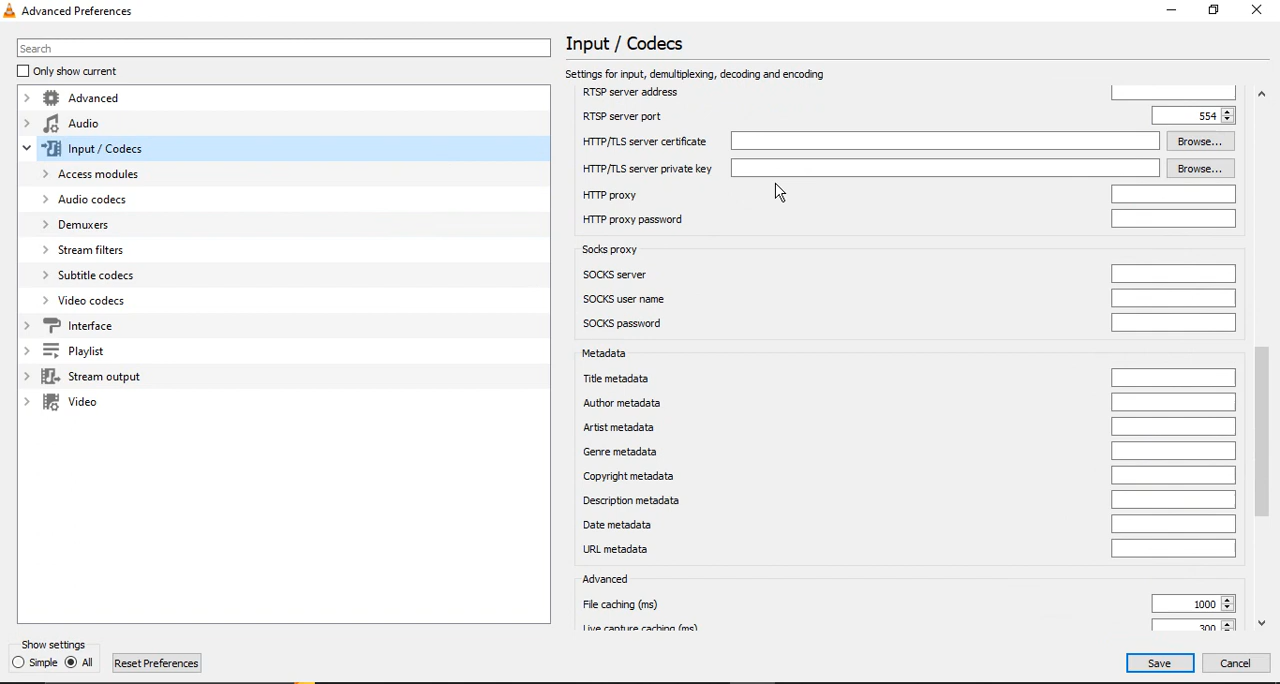 Advanced Preferences
Search
Only show current
Advanced
Audio
Input / Codecs
Access modules
Audio codecs
Demuxers
Stream filters
Subtitle codecs
Video codecs
Interface
Playlist
Stream output
Video
Show settings
Simple All
Reset Preferences
Input / Codecs
Settings for input, demultiplexing, decoding and encoding
RTSP server address
RTSP server port 554
HTTP/TLS server certificate Browse...
HTTP/TLS server private key Browse...
HTTP proxy
HTTP proxy password
Socks proxy
SOCKS server
SOCKS user name
SOCKS password
Metadata
Title metadata
Author metadata
Artist metadata
Genre metadata
Copyright metadata
Description metadata
Date metadata
URL metadata
Advanced
File caching (ms) 1000
Live capture caching (ms) 300
Save Cancel